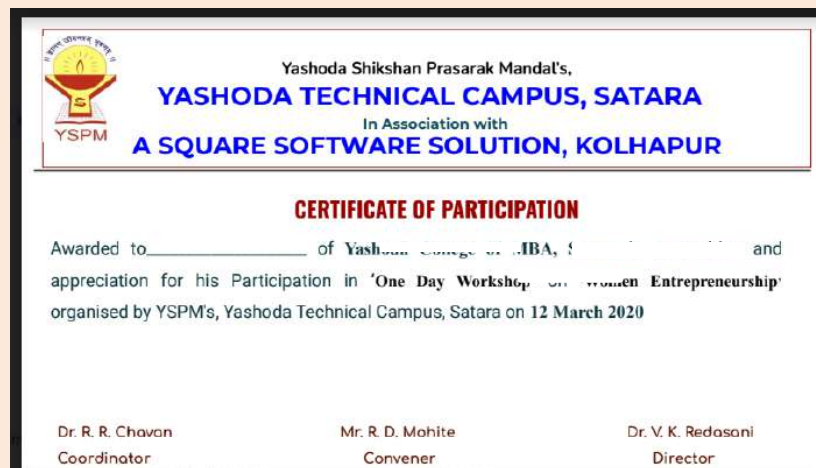 YSPM
Yashoda Shikshan Prasarak Mandal's,
YASHODA TECHNICAL CAMPUS, SATARA
In Association with
A SQUARE SOFTWARE SOLUTION, KOLHAPUR
CERTIFICATE OF PARTICIPATION
Awarded to____________________ of MBA, and
appreciation for his Participation in 'One Day Workshop Entrepreneurship'
organised by YSPM's, Yashoda Technical Campus, Satara on 12 March 2020
Dr. R. R. Chavan Mr. R. D. Mohite Dr. V. K. Redasani
Coordinator Convener Director